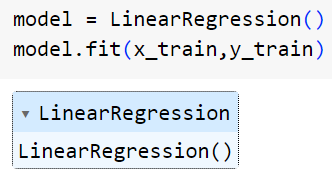 model = LinearRegression()
model.fit(x_train,y_train)
▾ LinearRegression
LinearRegression()